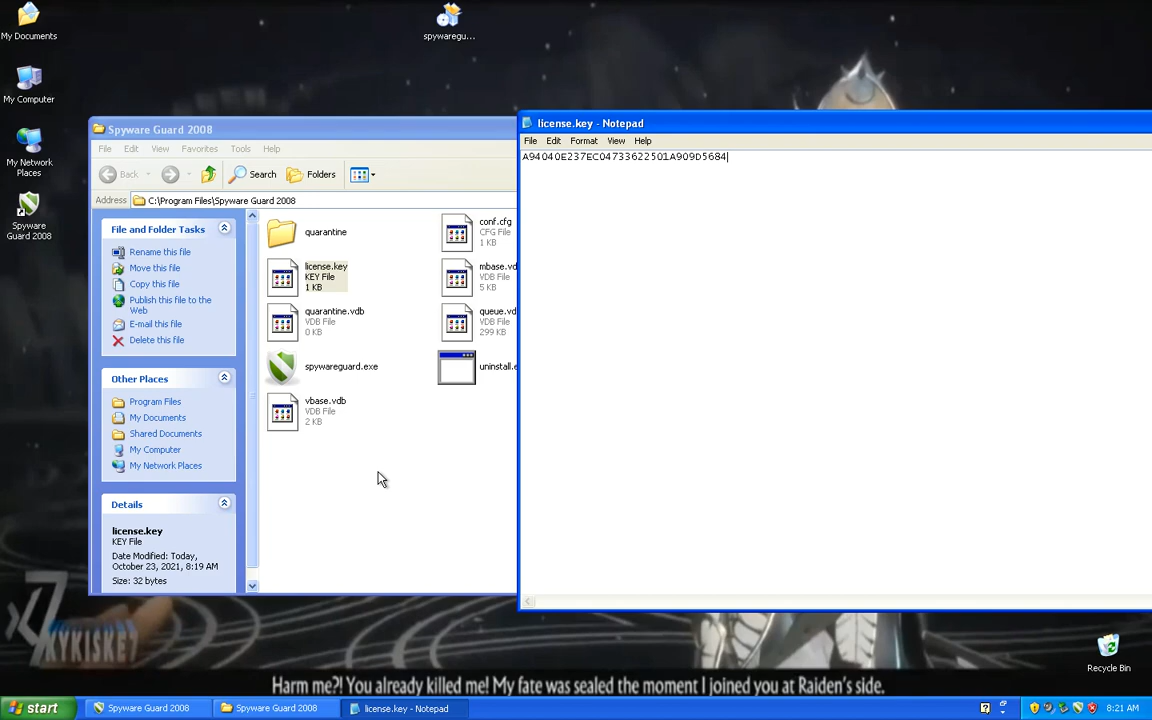 My Documents
My Computer
My Network
Places
Spyware
Guard 2008
spywaregu...
Spyware Guard 2008
File Edit View Favorites Tools Help
Back Search Folders
Address C:\Program Files\Spyware Guard 2008
File and Folder Tasks
Rename this file
Move this file
Copy this file
Publish this file to the
Web
E-mail this file
Delete this file
Other Places
Program Files
My Documents
Shared Documents
My Computer
My Network Places
Details
license.key
KEY File
Date Modified: Today,
October 23, 2021, 8:19 AM
Size: 32 bytes
quarantine
license.key
KEY File
1 KB
quarantine.vdb
VDB File
0 KB
spywareguard.exe
vbase.vdb
VDB File
2 KB
conf.cfg
CFG File
1 KB
mbase.vd
VDB File
5 KB
queue.vd
VDB File
299 KB
uninstall.e
license.key - Notepad
File Edit Format View Help
A94040E237EC04733622501A909D5684
XYKISKET
Harm me?! You already killed me! My fate was sealed the moment I joined you at Raiden's side.
Recycle Bin
start Spyware Guard 2008 Spyware Guard 2008 license.key - Notepad 8:21 AM